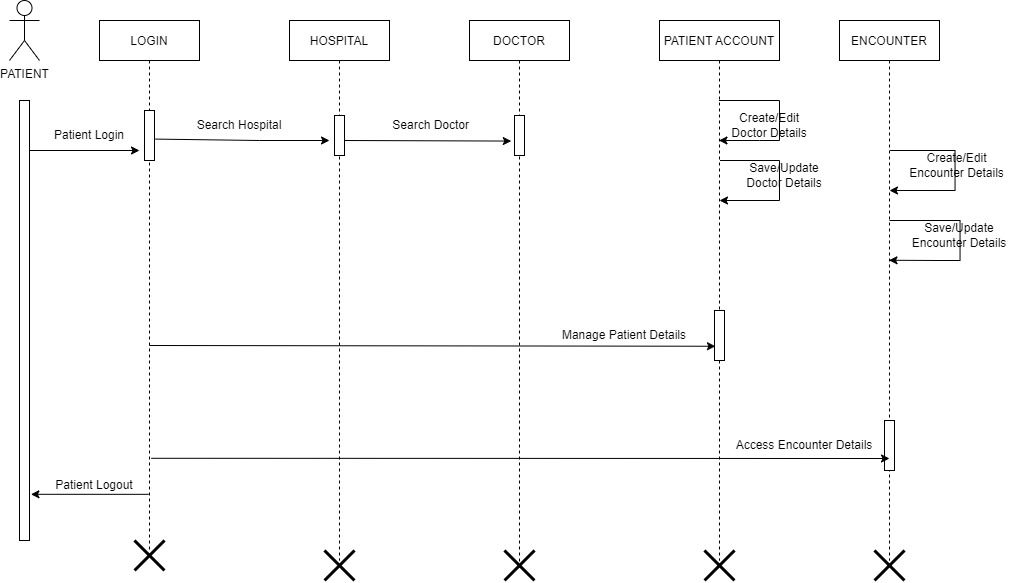 LOGIN
HOSPITAL
DOCTOR
PATIENT ACCOUNT
ENCOUNTER
PATIENT
Create/Edit
Doctor Details
Patient Login
Search Hospital
Search Doctor
Create/Edit
Encounter Details
Save/Update
Doctor Details
Save/Update
Encounter Details
Manage Patient Details
Access Encounter Details
Patient Logout